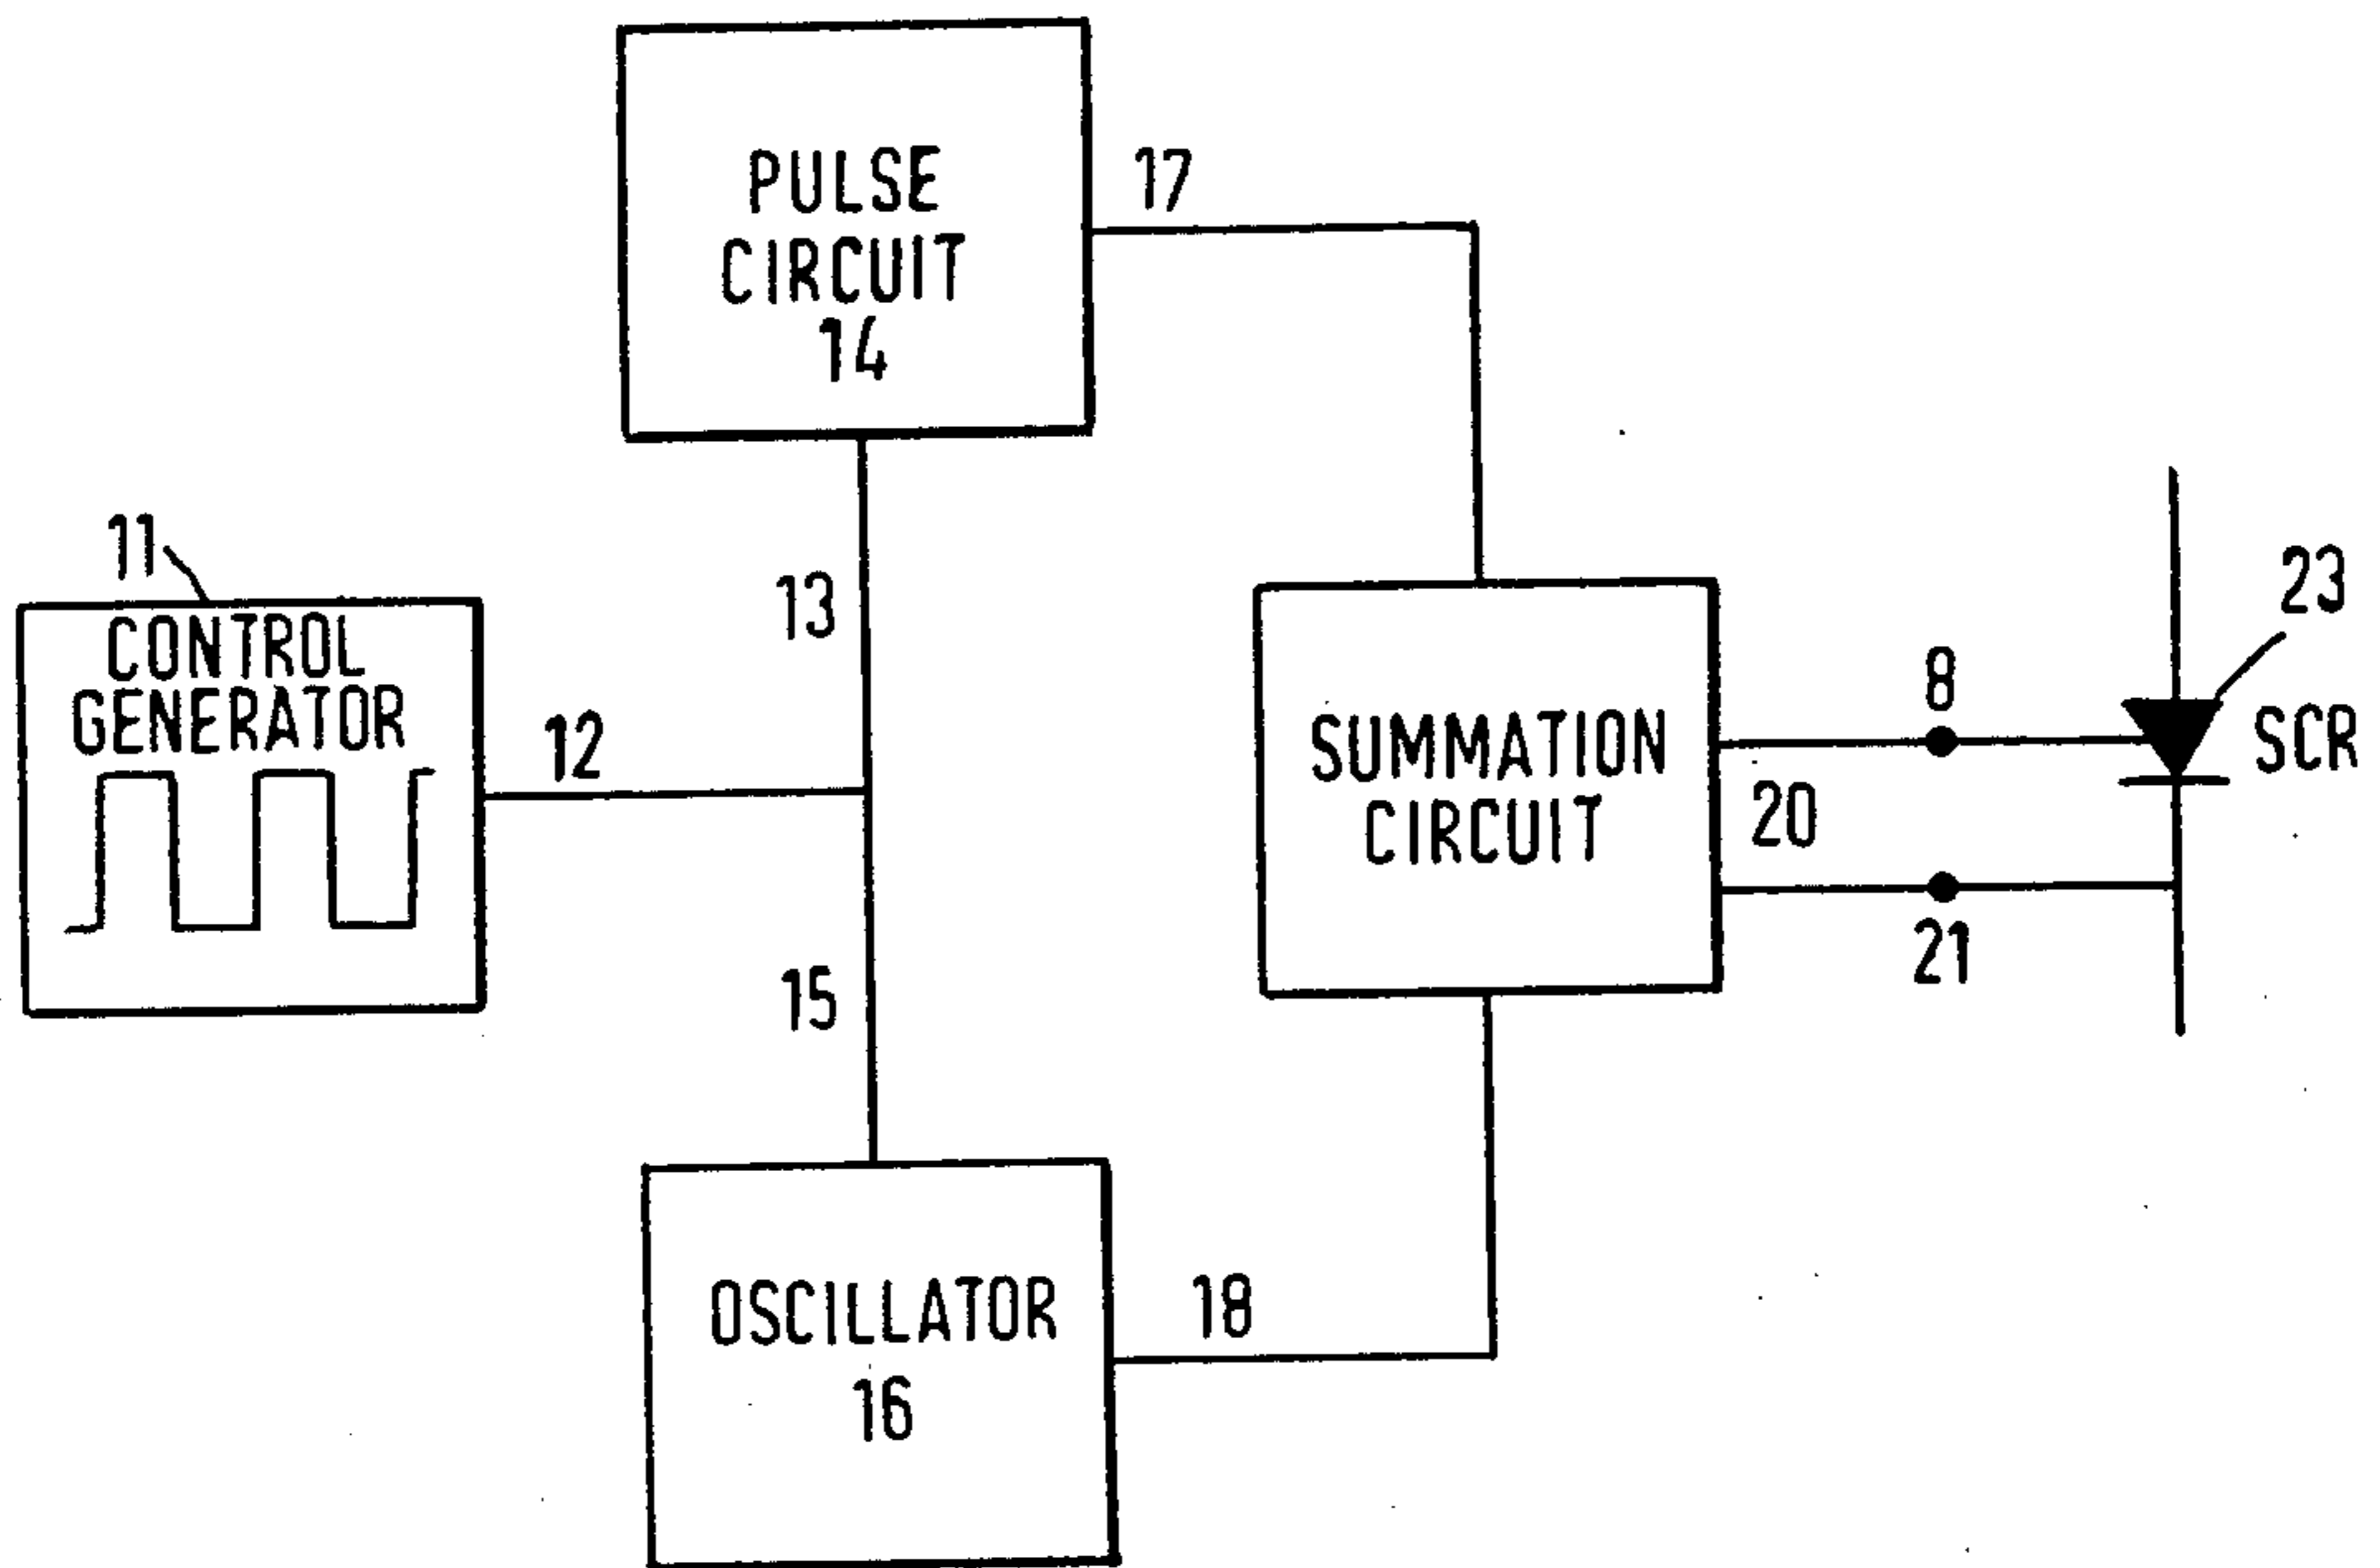 PULSE
CIRCUIT
14
17
11
CONTROL
GENERATOR
12
13
15
SUMMATION
CIRCUIT
8
20
21
23
SCR
OSCILLATOR
16
18